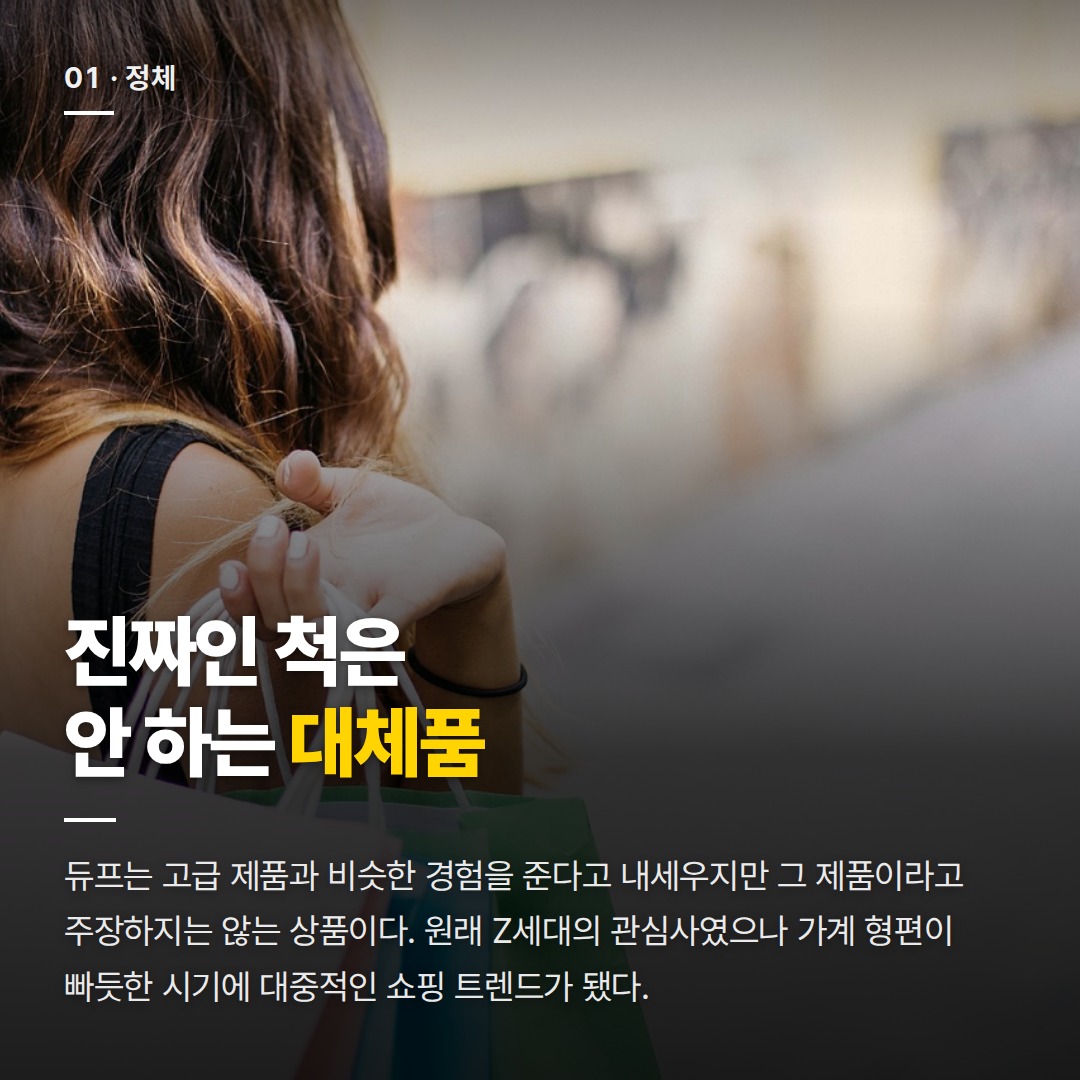 01 · 정체
진짜인 척은
안 하는 대체품
듀프는 고급 제품과 비슷한 경험을 준다고 내세우지만 그 제품이라고
주장하지는 않는 상품이다. 원래 Z세대의 관심사였으나 가계 형편이
빠듯한 시기에 대중적인 쇼핑 트렌드가 됐다.